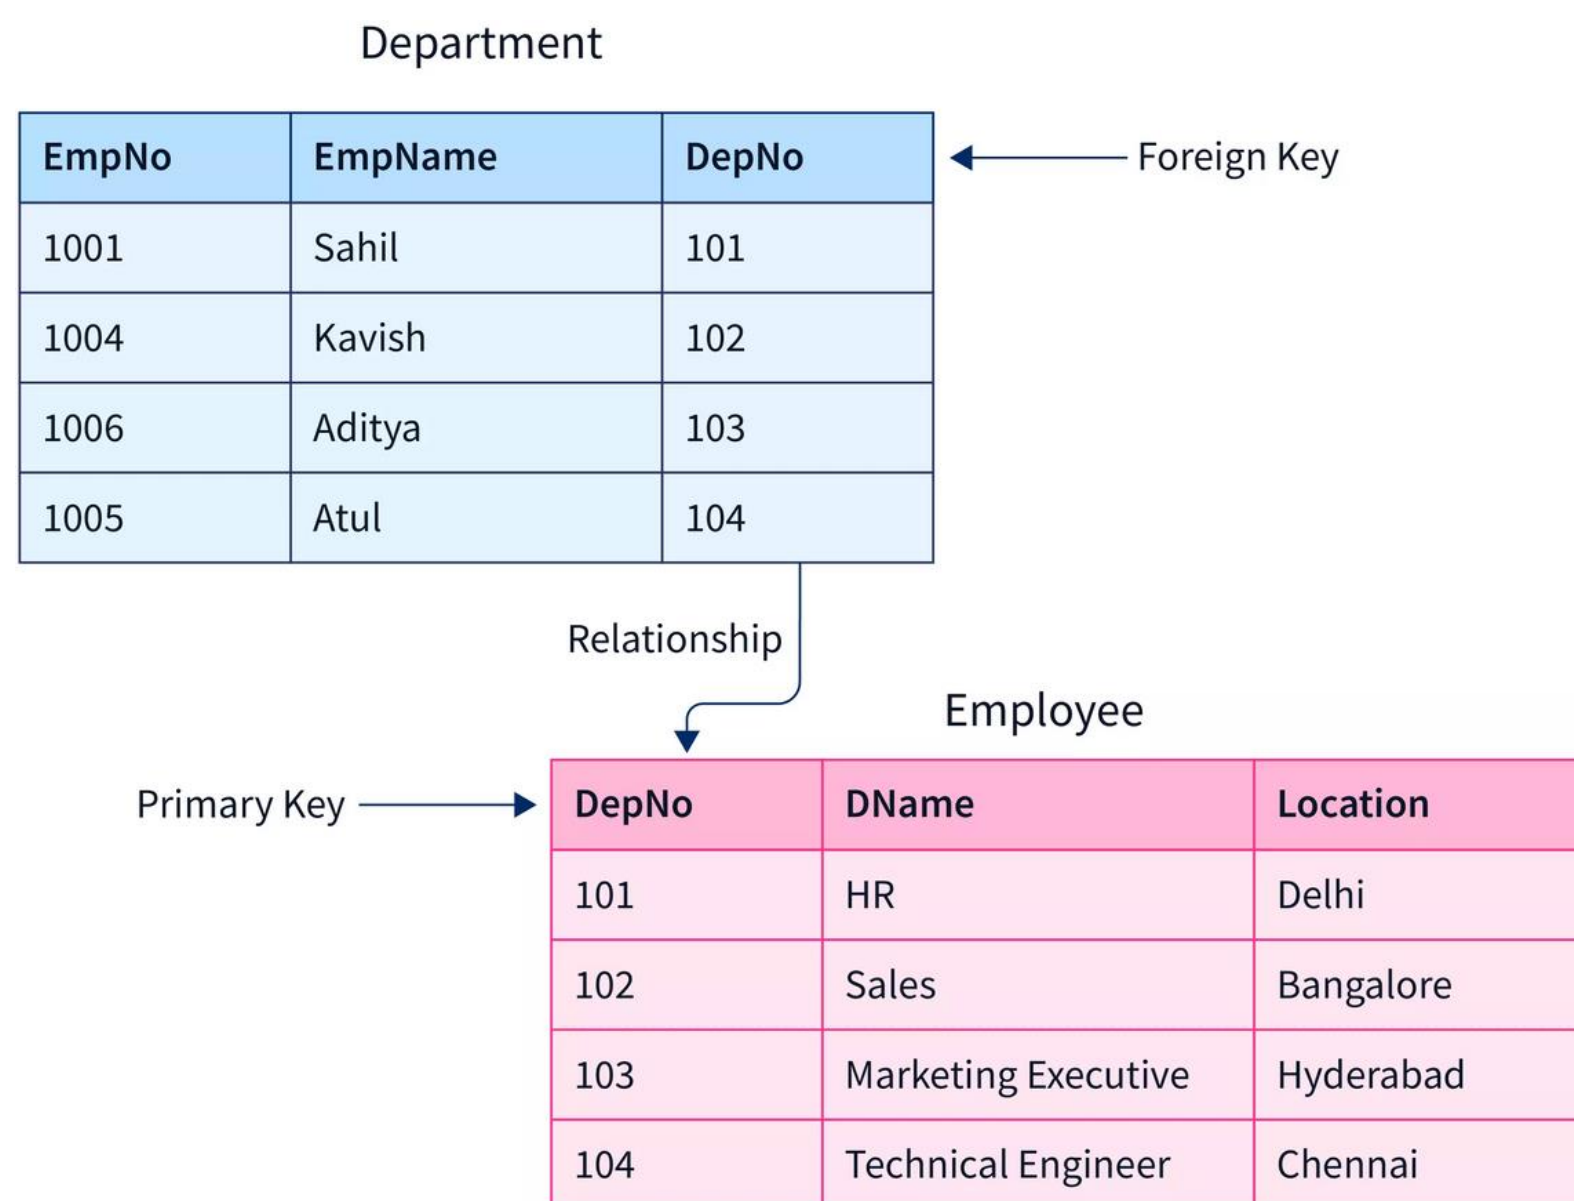 Department
EmpNo EmpName DepNo Foreign Key
1001 Sahil 101
1004 Kavish 102
1006 Aditya 103
1005 Atul 104
Relationship
Employee
Primary Key DepNo DName Location
101 HR Delhi
102 Sales Bangalore
103 Marketing Executive Hyderabad
104 Technical Engineer Chennai